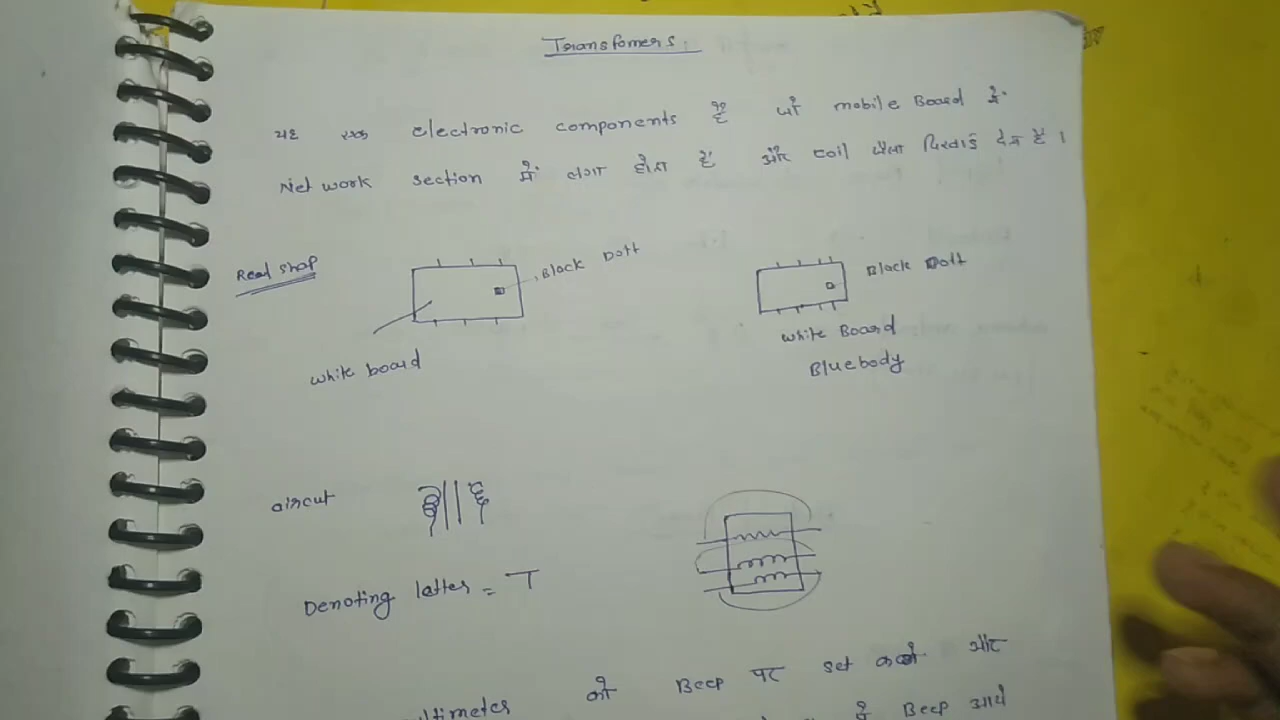 Transfomers:
यह एक electronic components है जो mobile Board में
Net work section में लगा होता है और coil जैसा दिखाई देता है।
Real shap
Black Dott
White board
Black Dott
White Board
Bluebody
circut
Denoting latter = T
ultimeter को Beep पर set करो और
में Beep आये